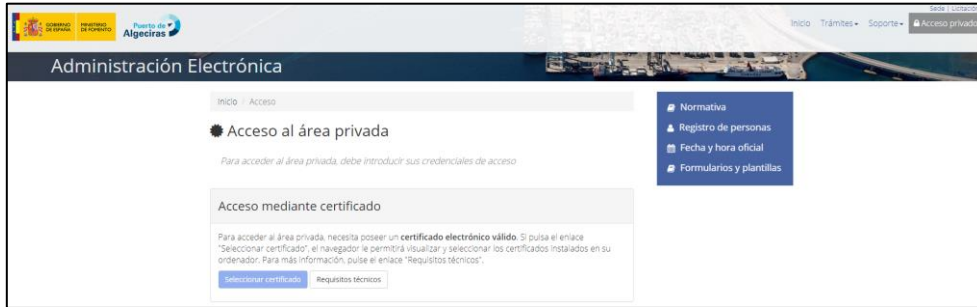 Sede | Licitación
GOBIERNO DE ESPAÑA
MINISTERIO DE FOMENTO
Puerto de Algeciras
Inicio Trámites Soporte Acceso privado
Administración Electrónica
Inicio / Acceso
Acceso al área privada
Para acceder al área privada, debe introducir sus credenciales de acceso
Acceso mediante certificado
Para acceder al área privada, necesita poseer un certificado electrónico válido. Si pulsa el enlace
"Seleccionar certificado", el navegador le permitirá visualizar y seleccionar los certificados instalados en su
ordenador. Para más información, pulse el enlace "Requisitos técnicos".
Seleccionar certificado Requisitos técnicos
Normativa
Registro de personas
Fecha y hora oficial
Formularios y plantillas